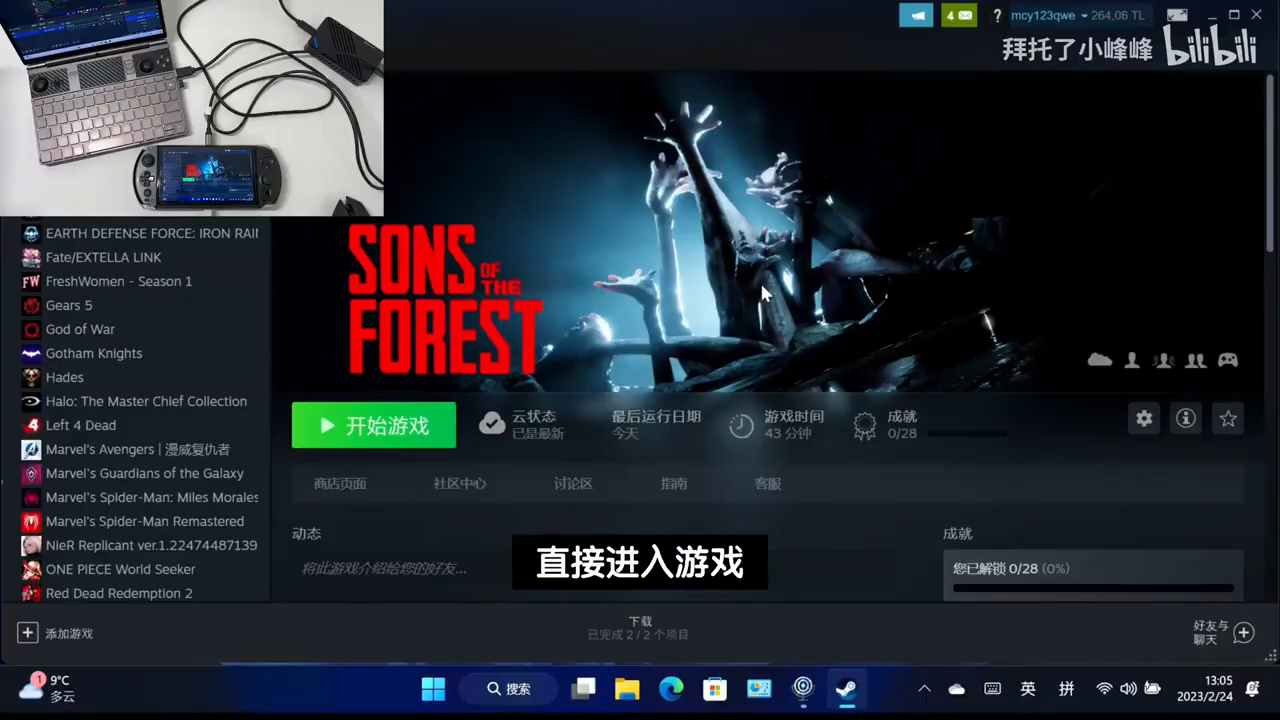 4
?
mcy123qwe
264,06 TL
拜托了小峰峰
bilibili
SONS
OF
THE
FOREST
EARTH DEFENSE FORCE: IRON RAIN
Fate/EXTELLA LINK
FW
FreshWomen - Season 1
Gears 5
God of War
Gotham Knights
Hades
Halo: The Master Chief Collection
Left 4 Dead
Marvel's Avengers | 漫威复仇者
Marvel's Guardians of the Galaxy
Marvel's Spider-Man: Miles Morales
Marvel's Spider-Man Remastered
NieR Replicant ver.1.22474487139
ONE PIECE World Seeker
Red Dead Redemption 2
开始游戏
云状态
已是最新
最后运行日期
今天
游戏时间
43 分钟
成就
0/28
商店页面
社区中心
讨论区
指南
客服
动态
将此游戏介绍给您的好友...
成就
您已解锁 0/28 (0%)
直接进入游戏
添加游戏
下载
已完成 2 / 2 个项目
好友与
聊天
1
9°C
多云
搜索
英
拼
13:05
2023/2/24